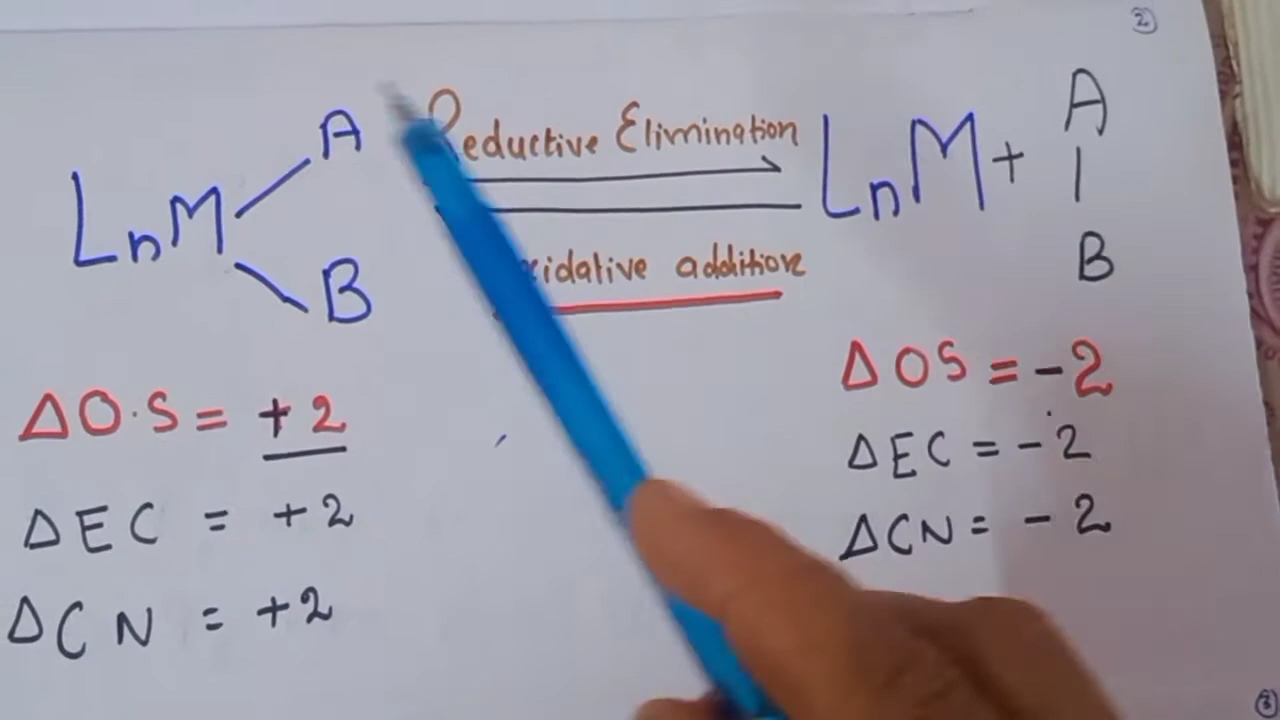 ②
A
Reductive Elimination
LnM
A
B
LnM + A
|
B
Oxidative addition
ΔO.S = +2
ΔEC = +2
ΔCN = +2
ΔOS = -2
ΔEC = -2
ΔCN = -2
③